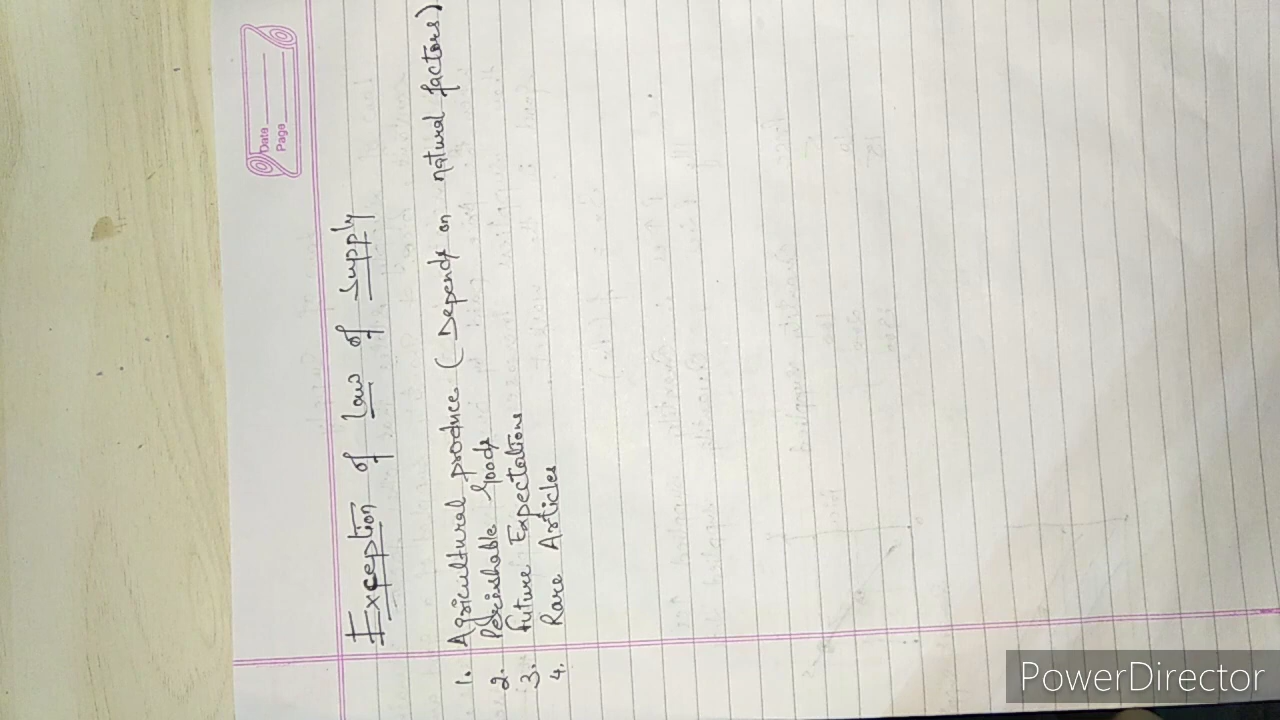 Date
Page
Exception of law of supply
1. Agricultural produce (Depends on natural factors)
2. Perishable Goods
3. Future Expectations
4. Rare Articles
PowerDirector